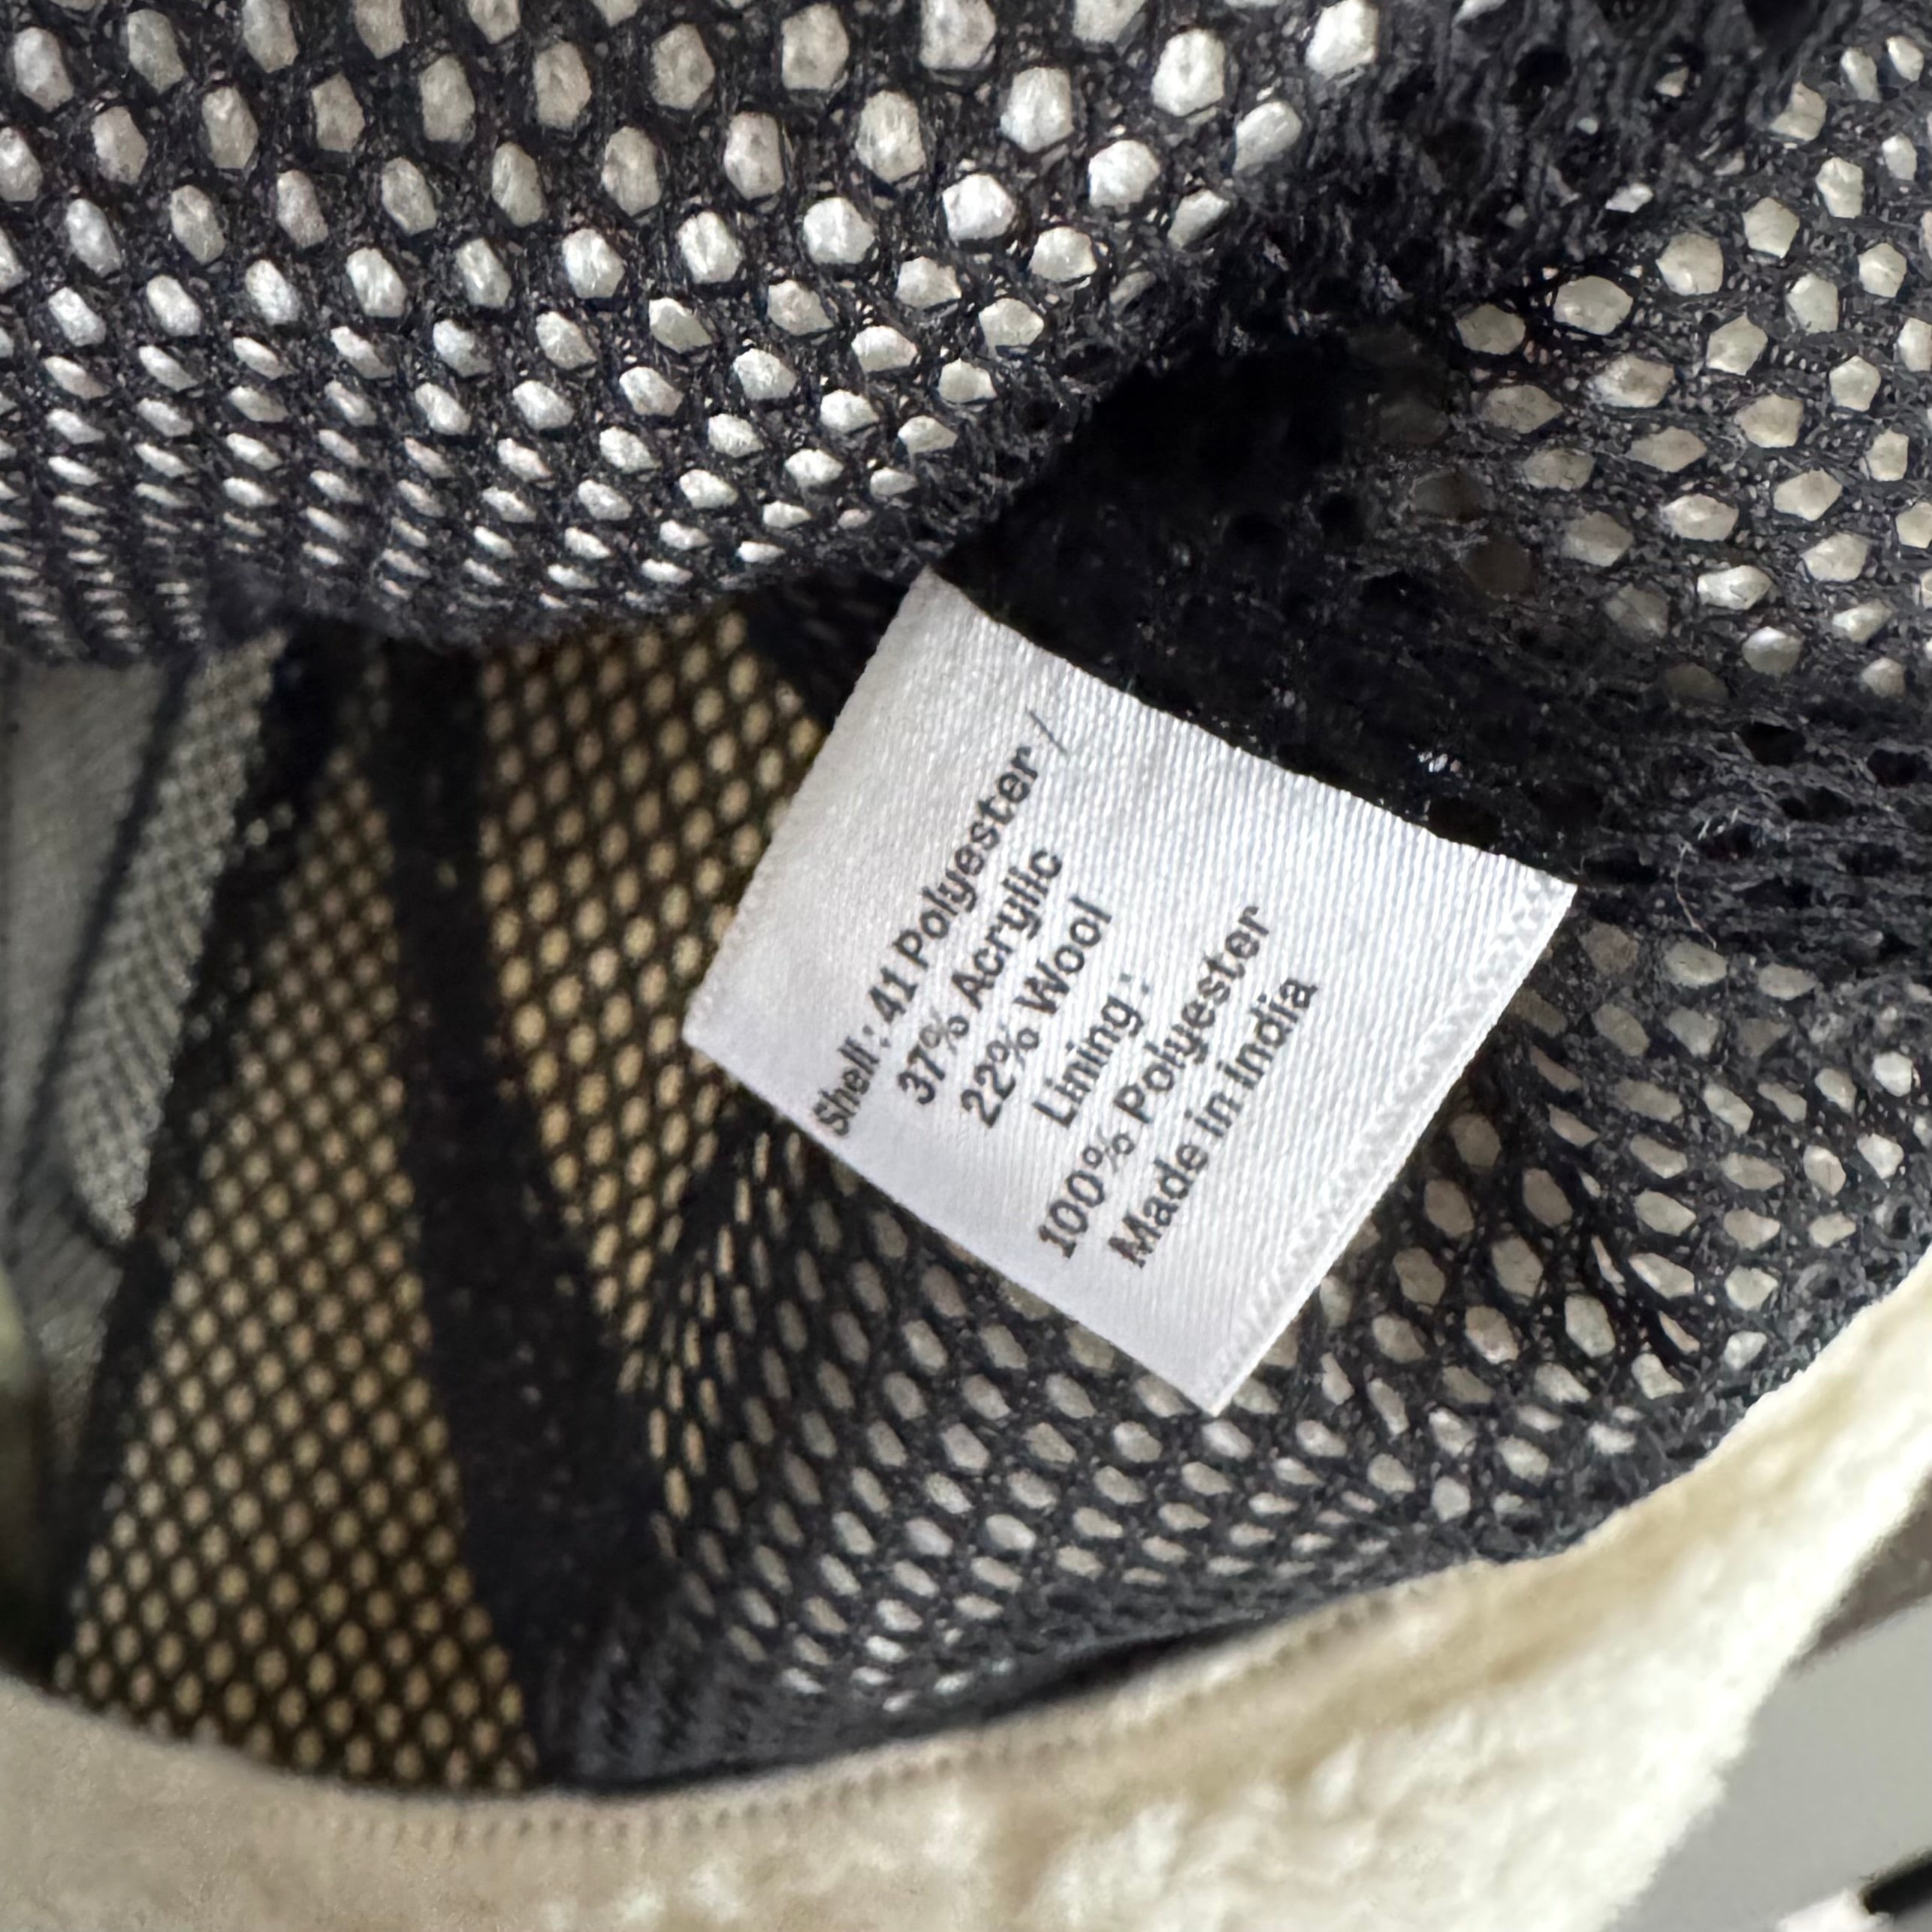 Shell : 41 Polyester /
37% Acrylic
22% Wool
Lining :
100% Polyester
Made in India